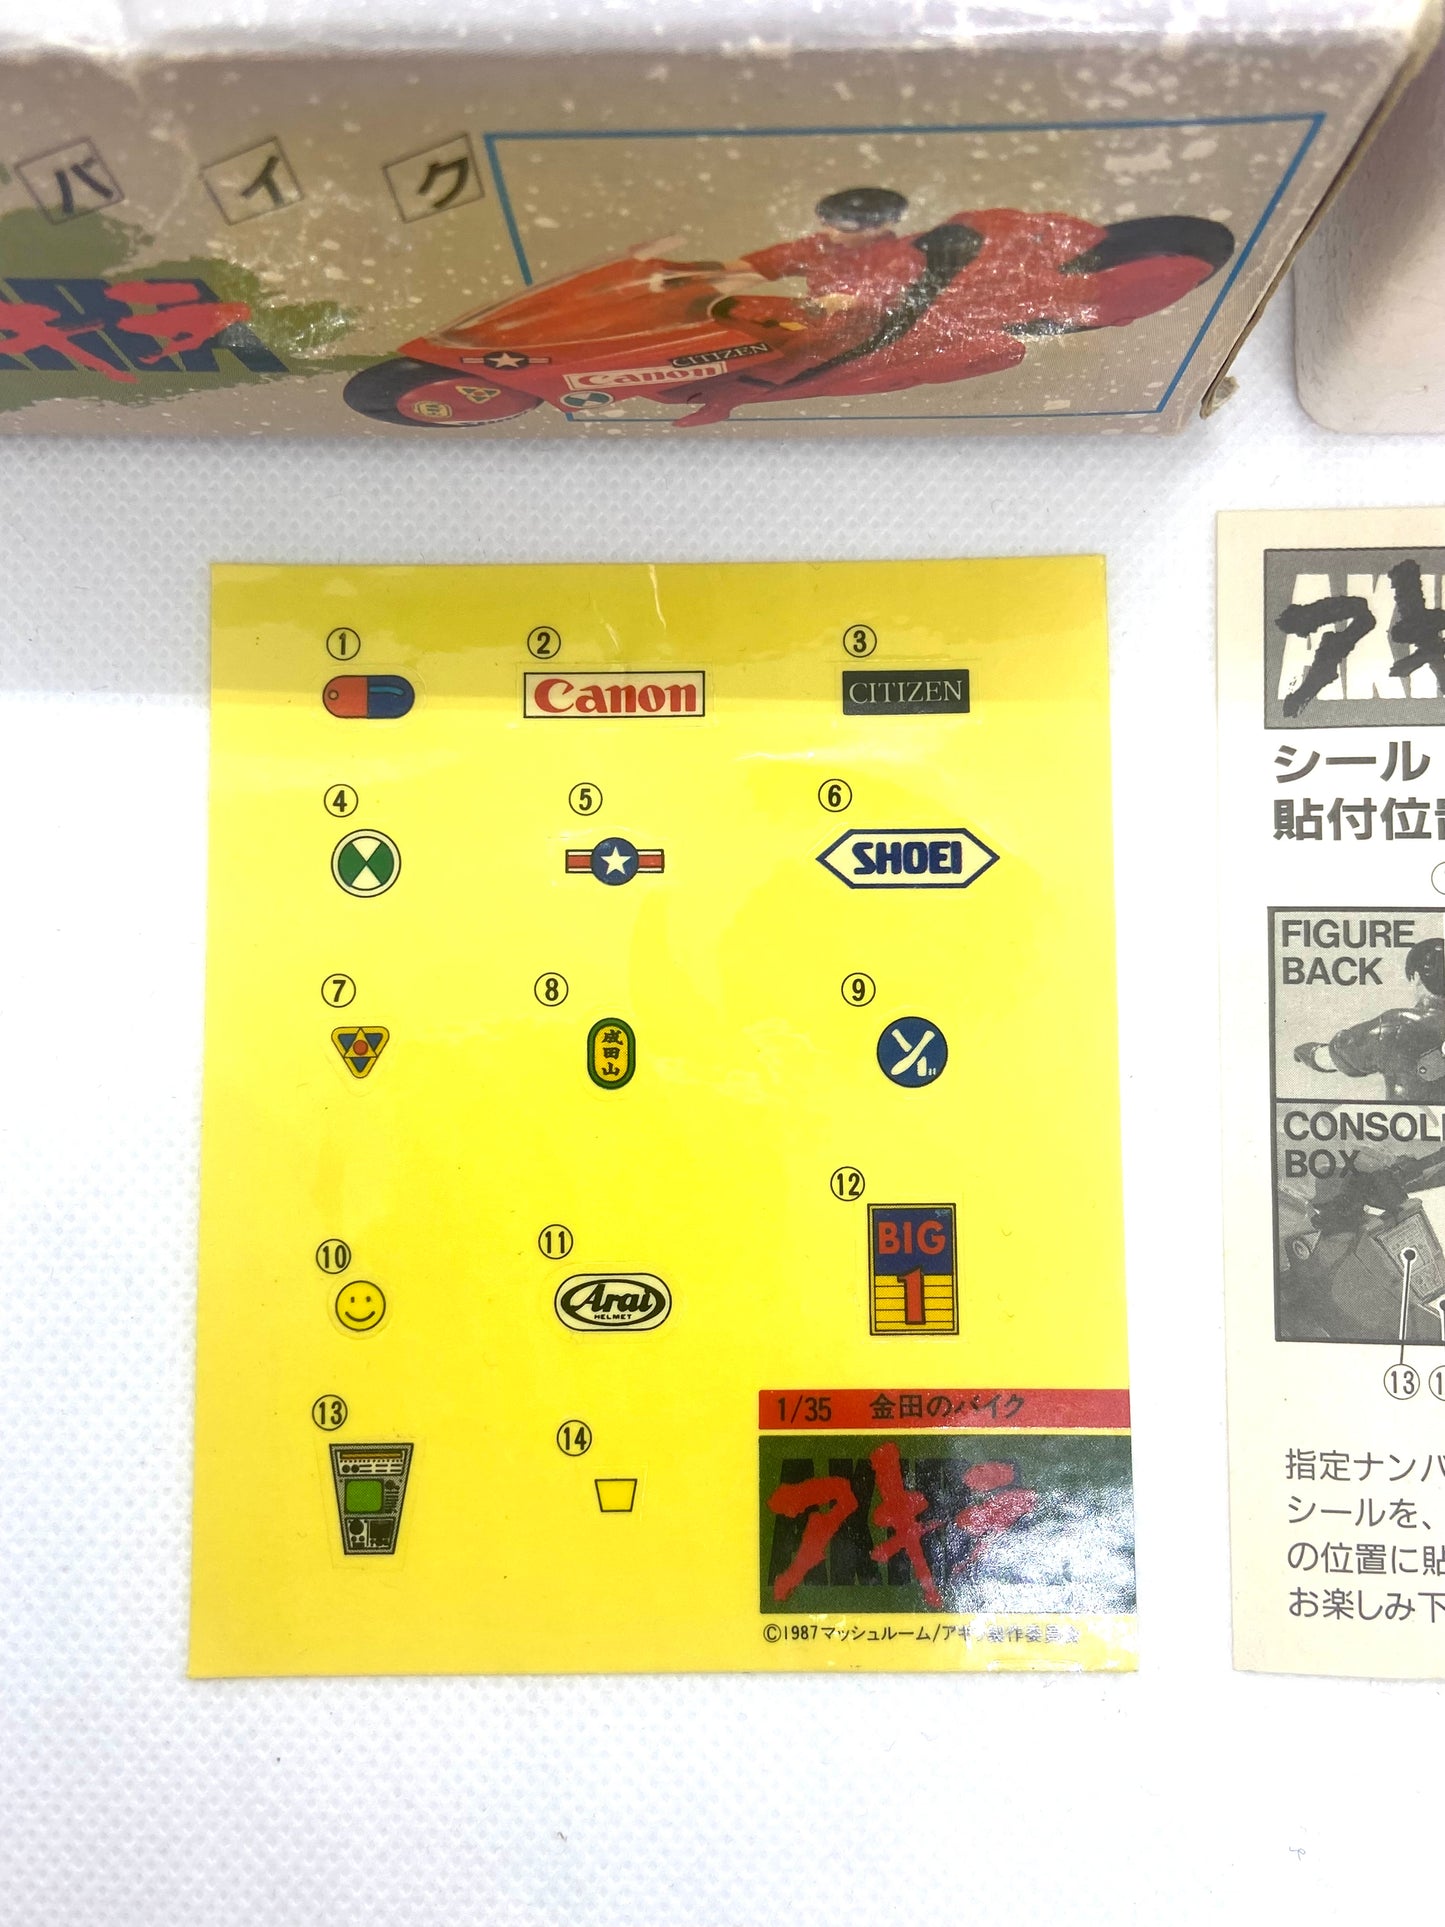 バイク
アキラ
CITIZEN
Canon
① ② ③
Canon
CITIZEN
④ ⑤ ⑥
SHOEI
⑦ ⑧ ⑨
成田山
⑩ ⑪ ⑫
Arai
HELMET
BIG
1
⑬ ⑭
1/35 金田のバイク
AKIRA
アキラ
©1987マッシュルーム/アキラ製作委員会
シール
貼付位
FIGURE
BACK
CONSOL
BOX
⑬
指定ナンバ
シールを、
の位置に貼
お楽しみ下